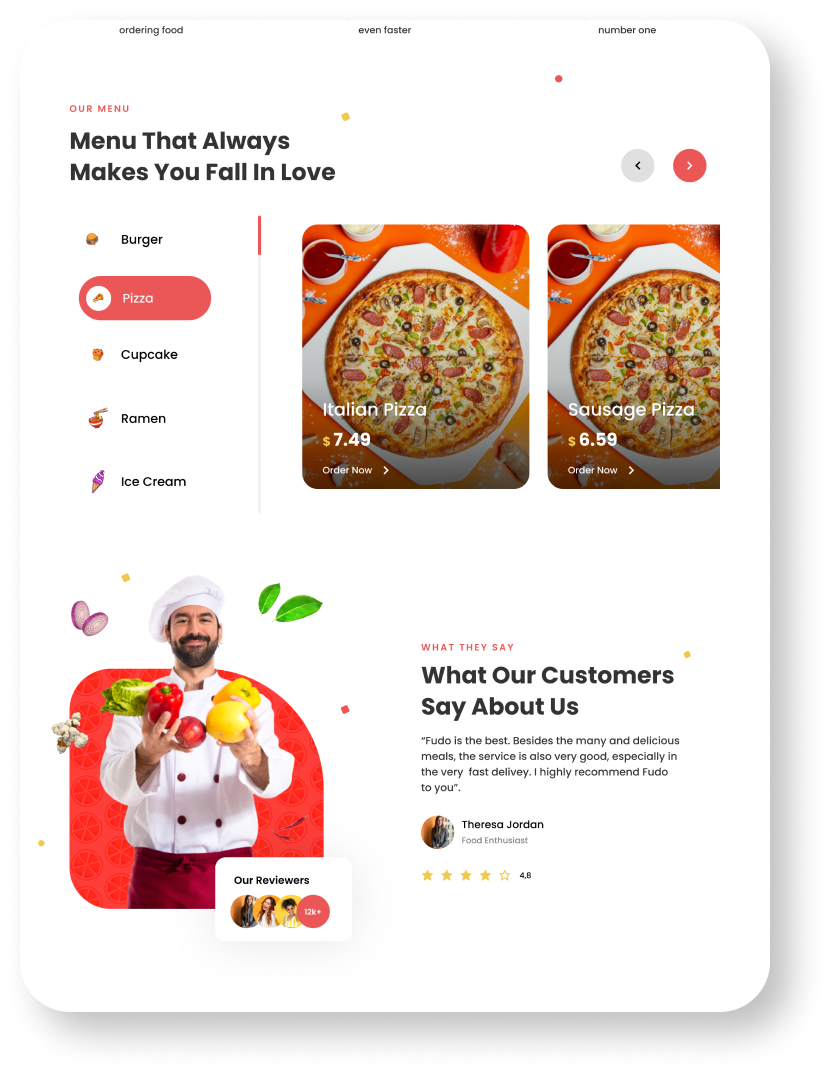 ordering food
even faster
number one
OUR MENU
Menu That Always
Makes You Fall In Love
Burger
Pizza
Cupcake
Ramen
Ice Cream
Italian Pizza
$ 7.49
Order Now
Sausage Pizza
$ 6.59
Order Now
WHAT THEY SAY
What Our Customers
Say About Us
“Fudo is the best. Besides the many and delicious
meals, the service is also very good, especially in
the very  fast delivey. I highly recommend Fudo
to you”.
Theresa Jordan
Food Enthusiast
4,8
Our Reviewers
12k+